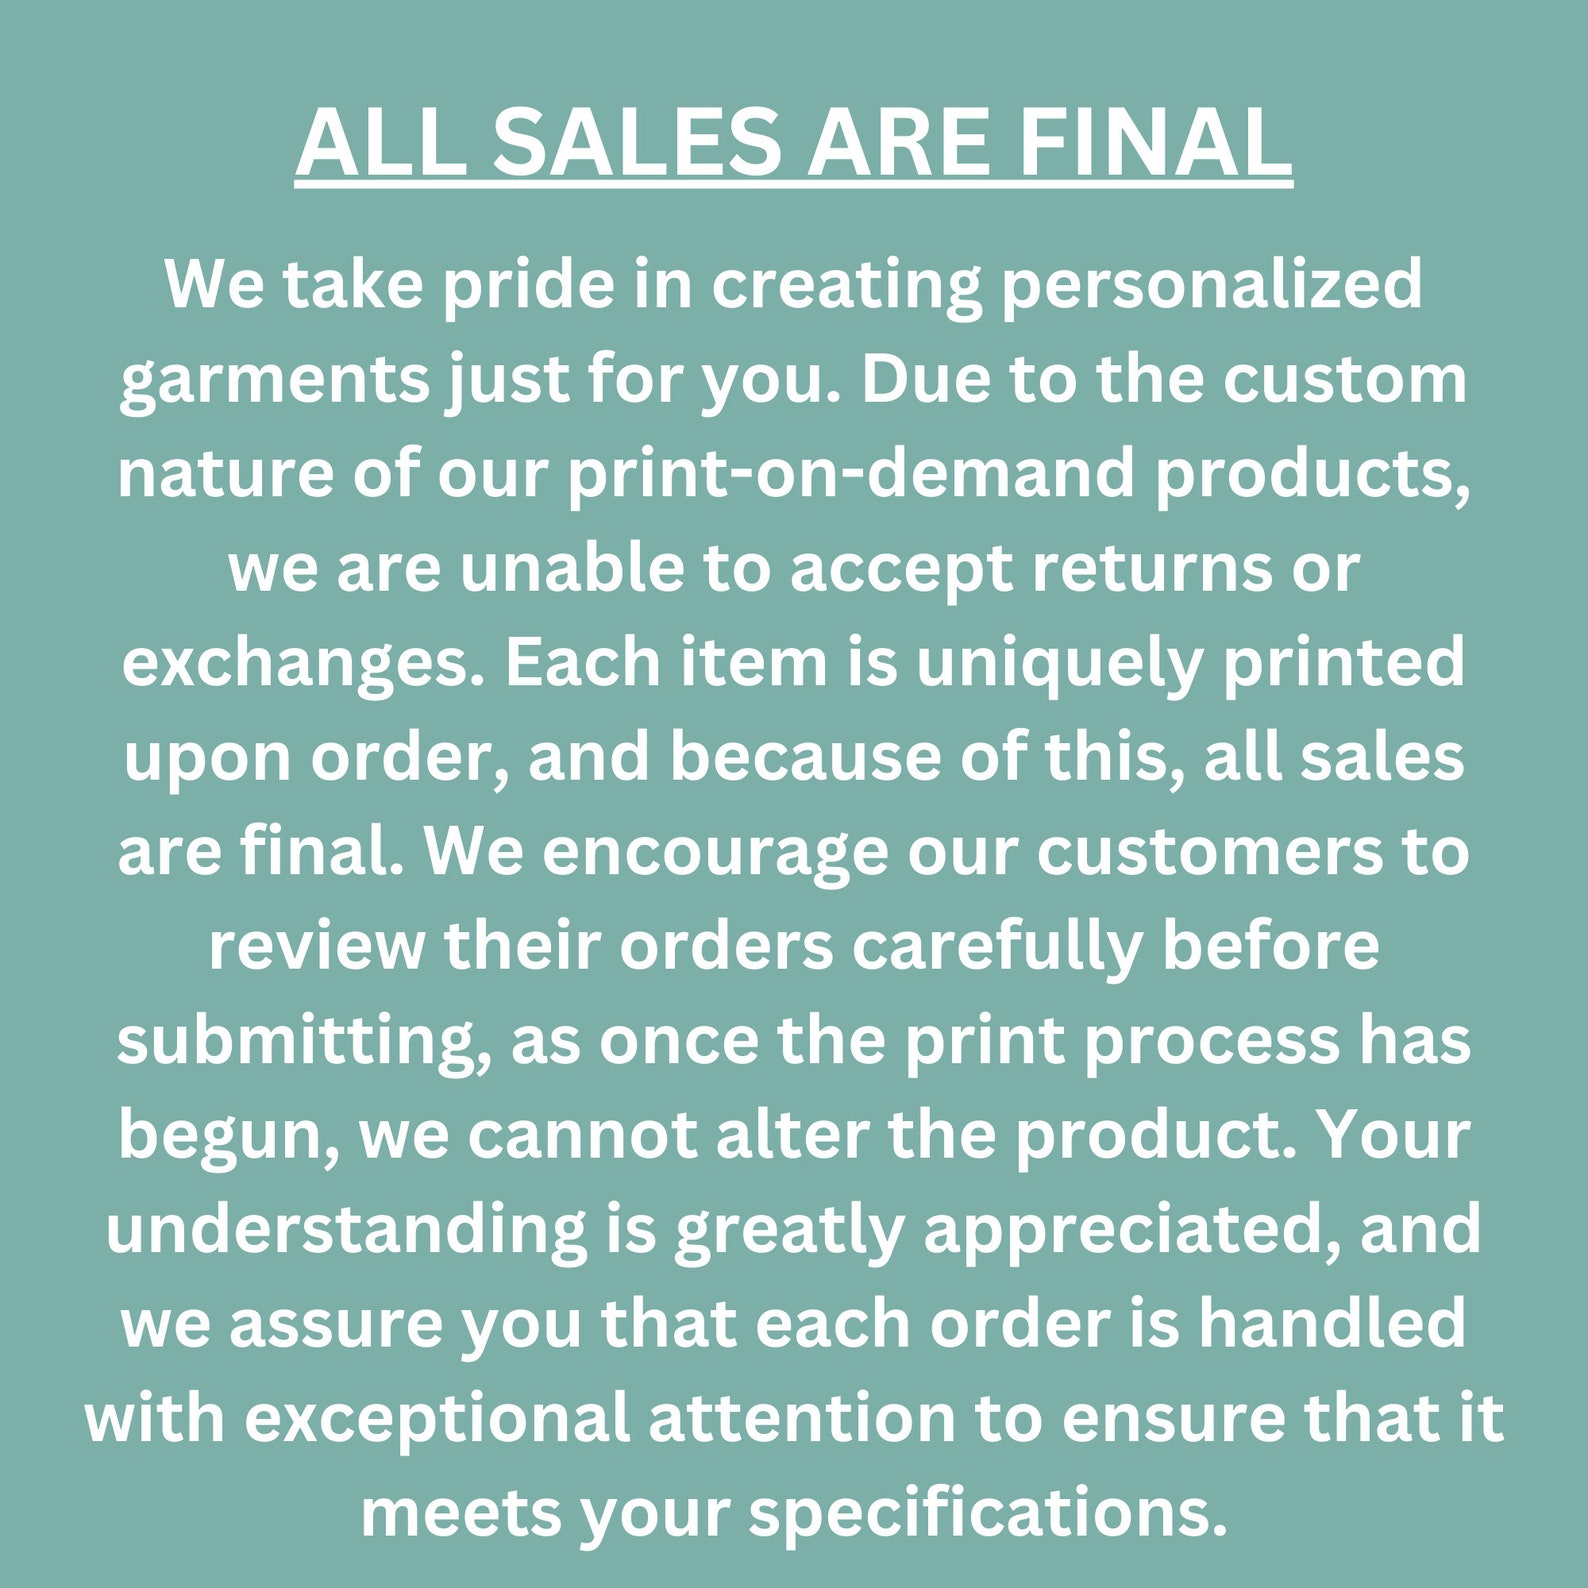 ALL SALES ARE FINAL
We take pride in creating personalized
garments just for you. Due to the custom
nature of our print-on-demand products,
we are unable to accept returns or
exchanges. Each item is uniquely printed
upon order, and because of this, all sales
are final. We encourage our customers to
review their orders carefully before
submitting, as once the print process has
begun, we cannot alter the product. Your
understanding is greatly appreciated, and
we assure you that each order is handled
with exceptional attention to ensure that it
meets your specifications.